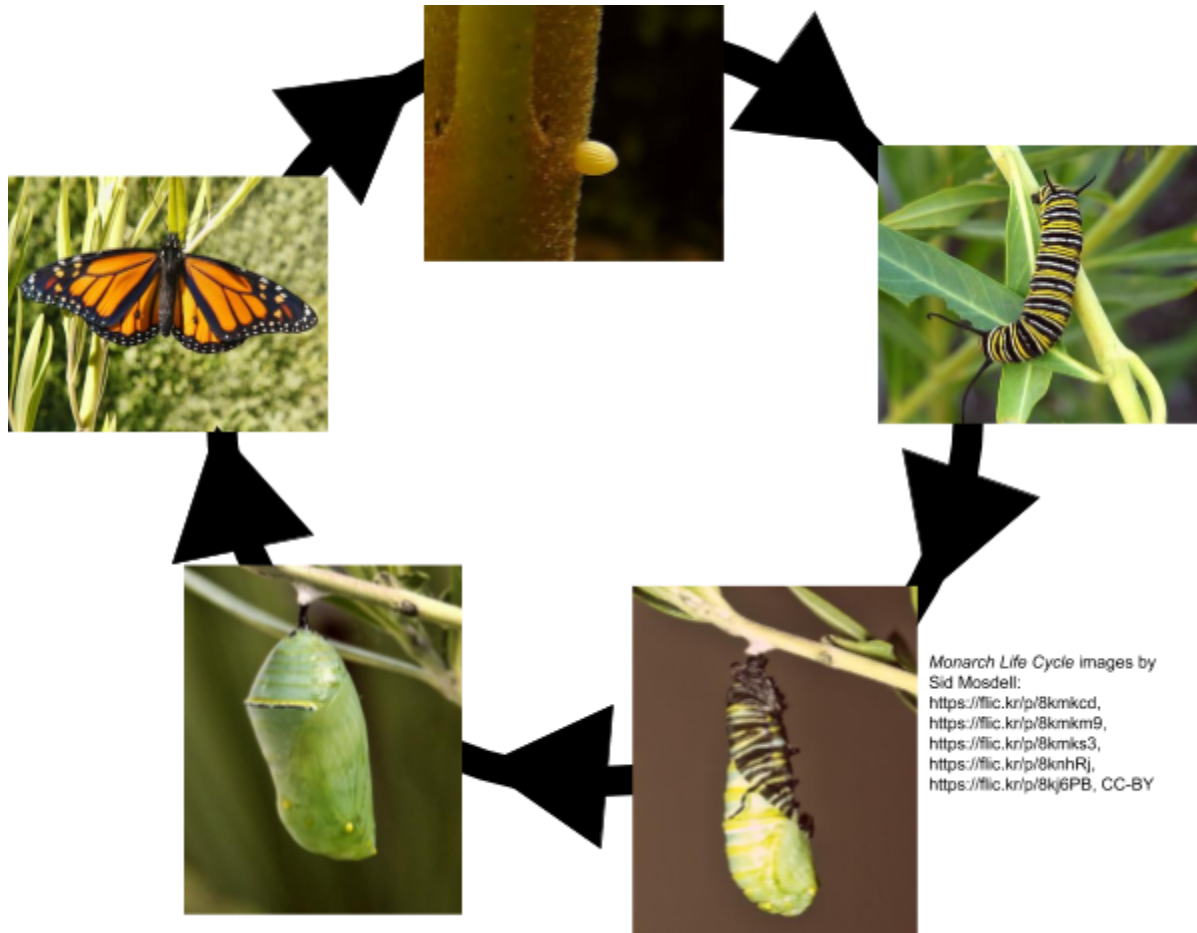 Monarch Life Cycle images by
Sid Mosdell:
https://flic.kr/p/8kmkcd,
https://flic.kr/p/8kmkm9,
https://flic.kr/p/8kmks3,
https://flic.kr/p/8knhRj,
https://flic.kr/p/8kj6PB, CC-BY